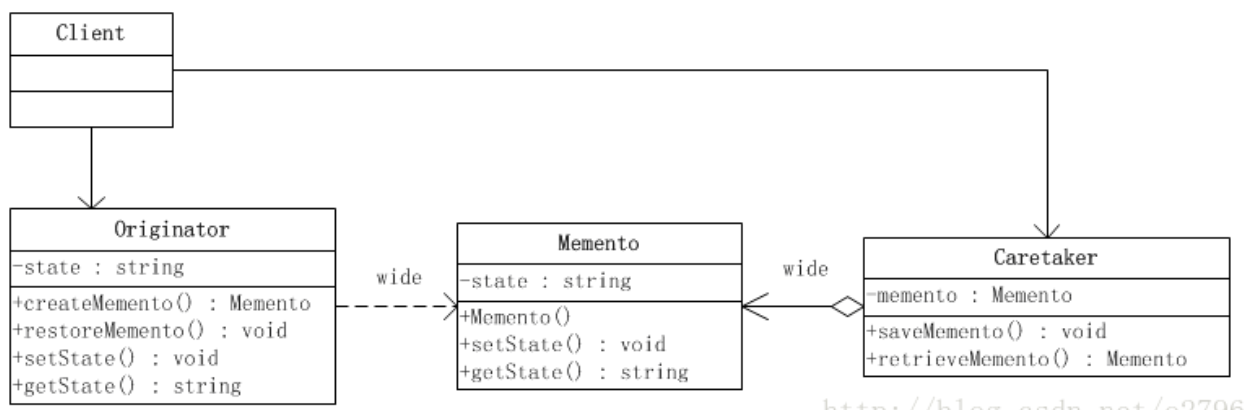 Client
Originator
-state : string
+createMemento() : Memento
+restoreMemento() : void
+setState() : void
+getState() : string
wide
Memento
-state : string
+Memento()
+setState() : void
+getState() : string
wide
Caretaker
-memento : Memento
+saveMemento() : void
+retrieveMemento() : Memento